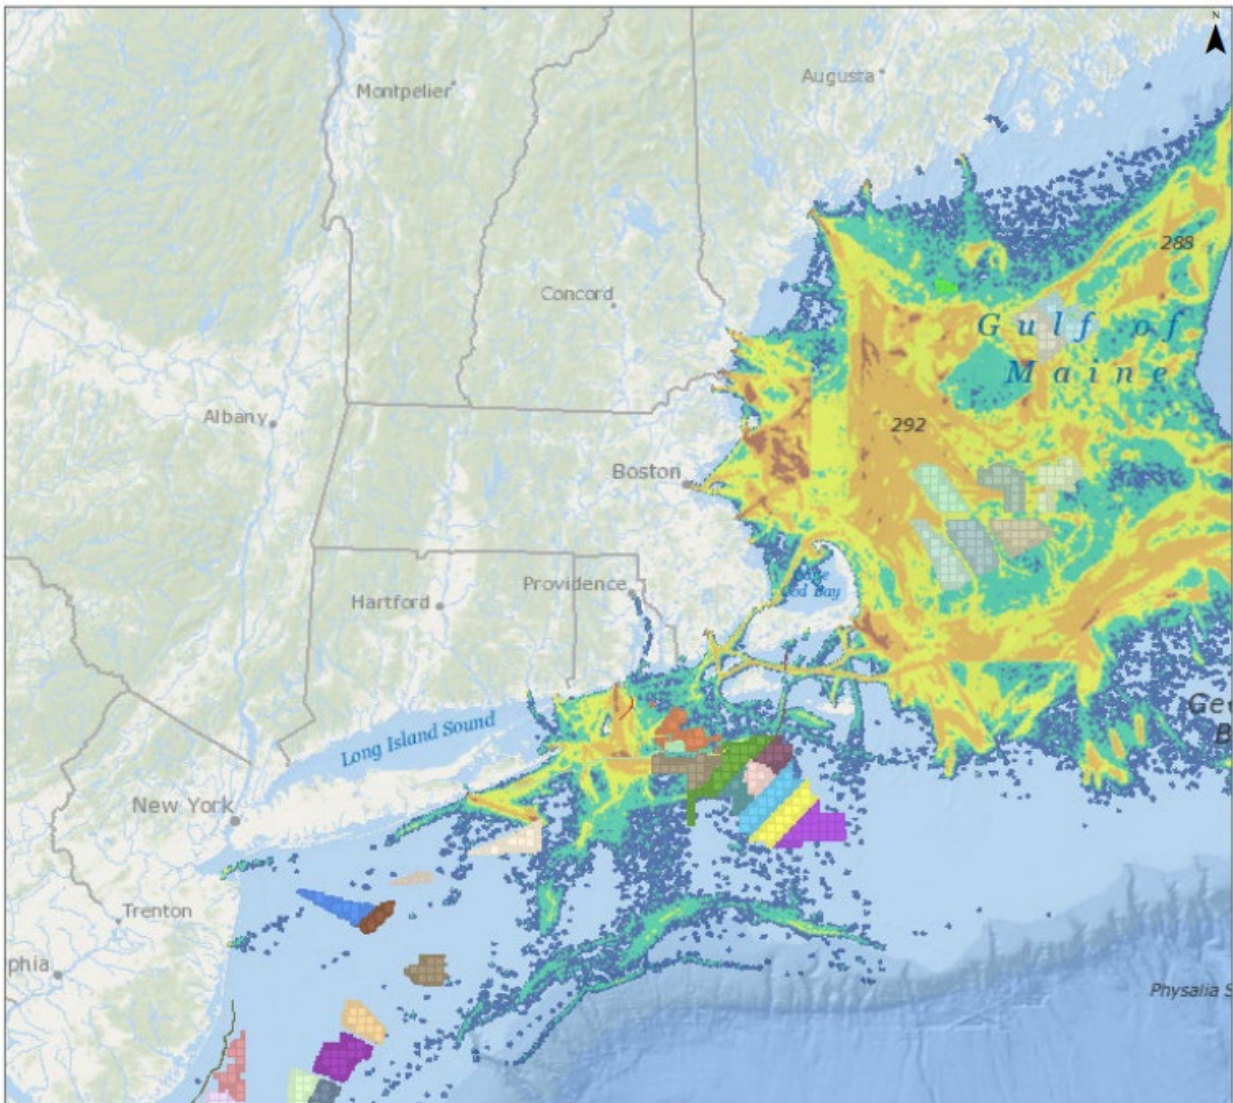 N
Montpelier
Augusta
288
Concord
Gulf of
Maine
Albany
292
Boston
Providence
Cod Bay
Hartford
Long Island Sound
New York
Trenton
phia
Physalia S